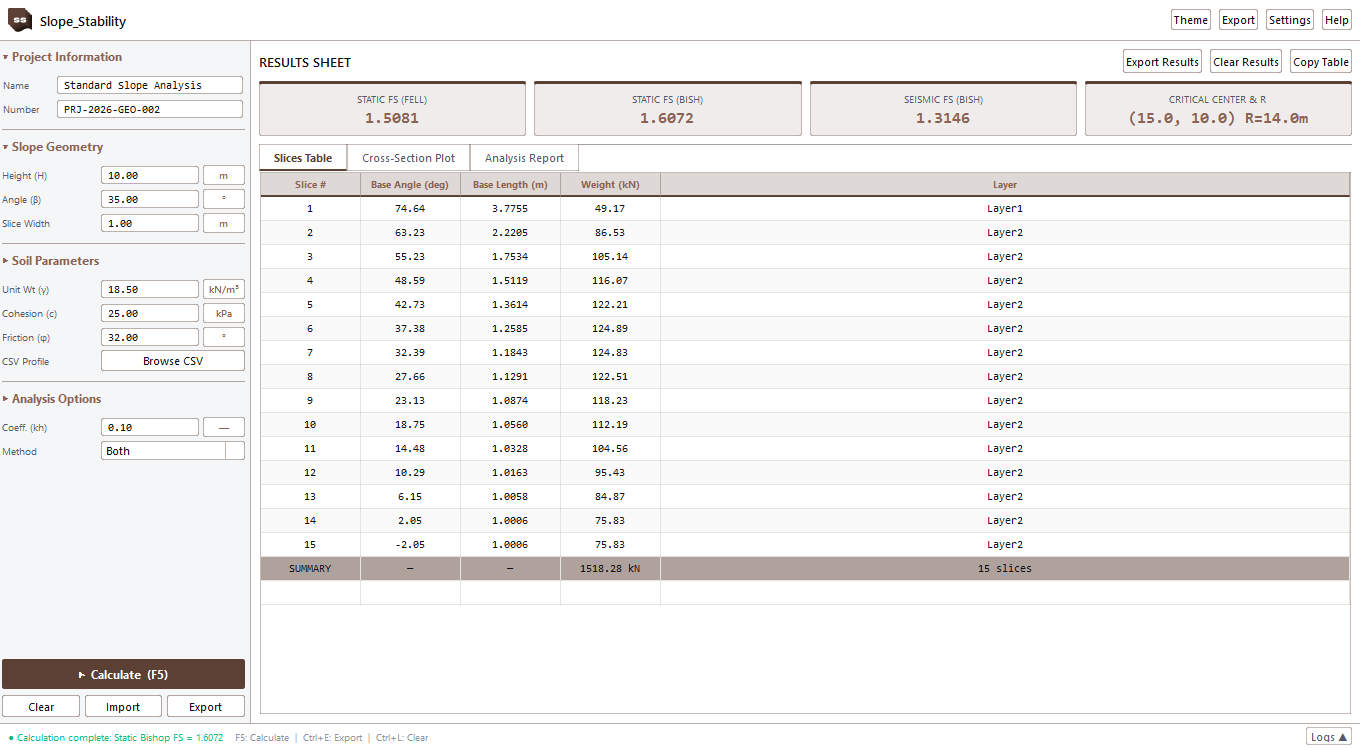 SS Slope_Stability Theme Export Settings Help
▾ Project Information
Name Standard Slope Analysis
Number PRJ-2026-GEO-002
▾ Slope Geometry
Height (H) 10.00 m
Angle (β) 35.00 °
Slice Width 1.00 m
▸ Soil Parameters
Unit Wt (γ) 18.50 kN/m³
Cohesion (c) 25.00 kPa
Friction (φ) 32.00 °
CSV Profile Browse CSV
▸ Analysis Options
Coeff. (kh) 0.10 —
Method Both
▸ Calculate (F5)
Clear Import Export
RESULTS SHEET Export Results Clear Results Copy Table
STATIC FS (FELL) STATIC FS (BISH) SEISMIC FS (BISH) CRITICAL CENTER & R
1.5081 1.6072 1.3146 (15.0, 10.0) R=14.0m
Slices Table Cross-Section Plot Analysis Report
Slice # Base Angle (deg) Base Length (m) Weight (kN) Layer
1 74.64 3.7755 49.17 Layer1
2 63.23 2.2205 86.53 Layer2
3 55.23 1.7534 105.14 Layer2
4 48.59 1.5119 116.07 Layer2
5 42.73 1.3614 122.21 Layer2
6 37.38 1.2585 124.89 Layer2
7 32.39 1.1843 124.83 Layer2
8 27.66 1.1291 122.51 Layer2
9 23.13 1.0874 118.23 Layer2
10 18.75 1.0560 112.19 Layer2
11 14.48 1.0328 104.56 Layer2
12 10.29 1.0163 95.43 Layer2
13 6.15 1.0058 84.87 Layer2
14 2.05 1.0006 75.83 Layer2
15 -2.05 1.0006 75.83 Layer2
SUMMARY — — 1518.28 kN 15 slices
● Calculation complete: Static Bishop FS = 1.6072 F5: Calculate | Ctrl+E: Export | Ctrl+L: Clear Logs ▲